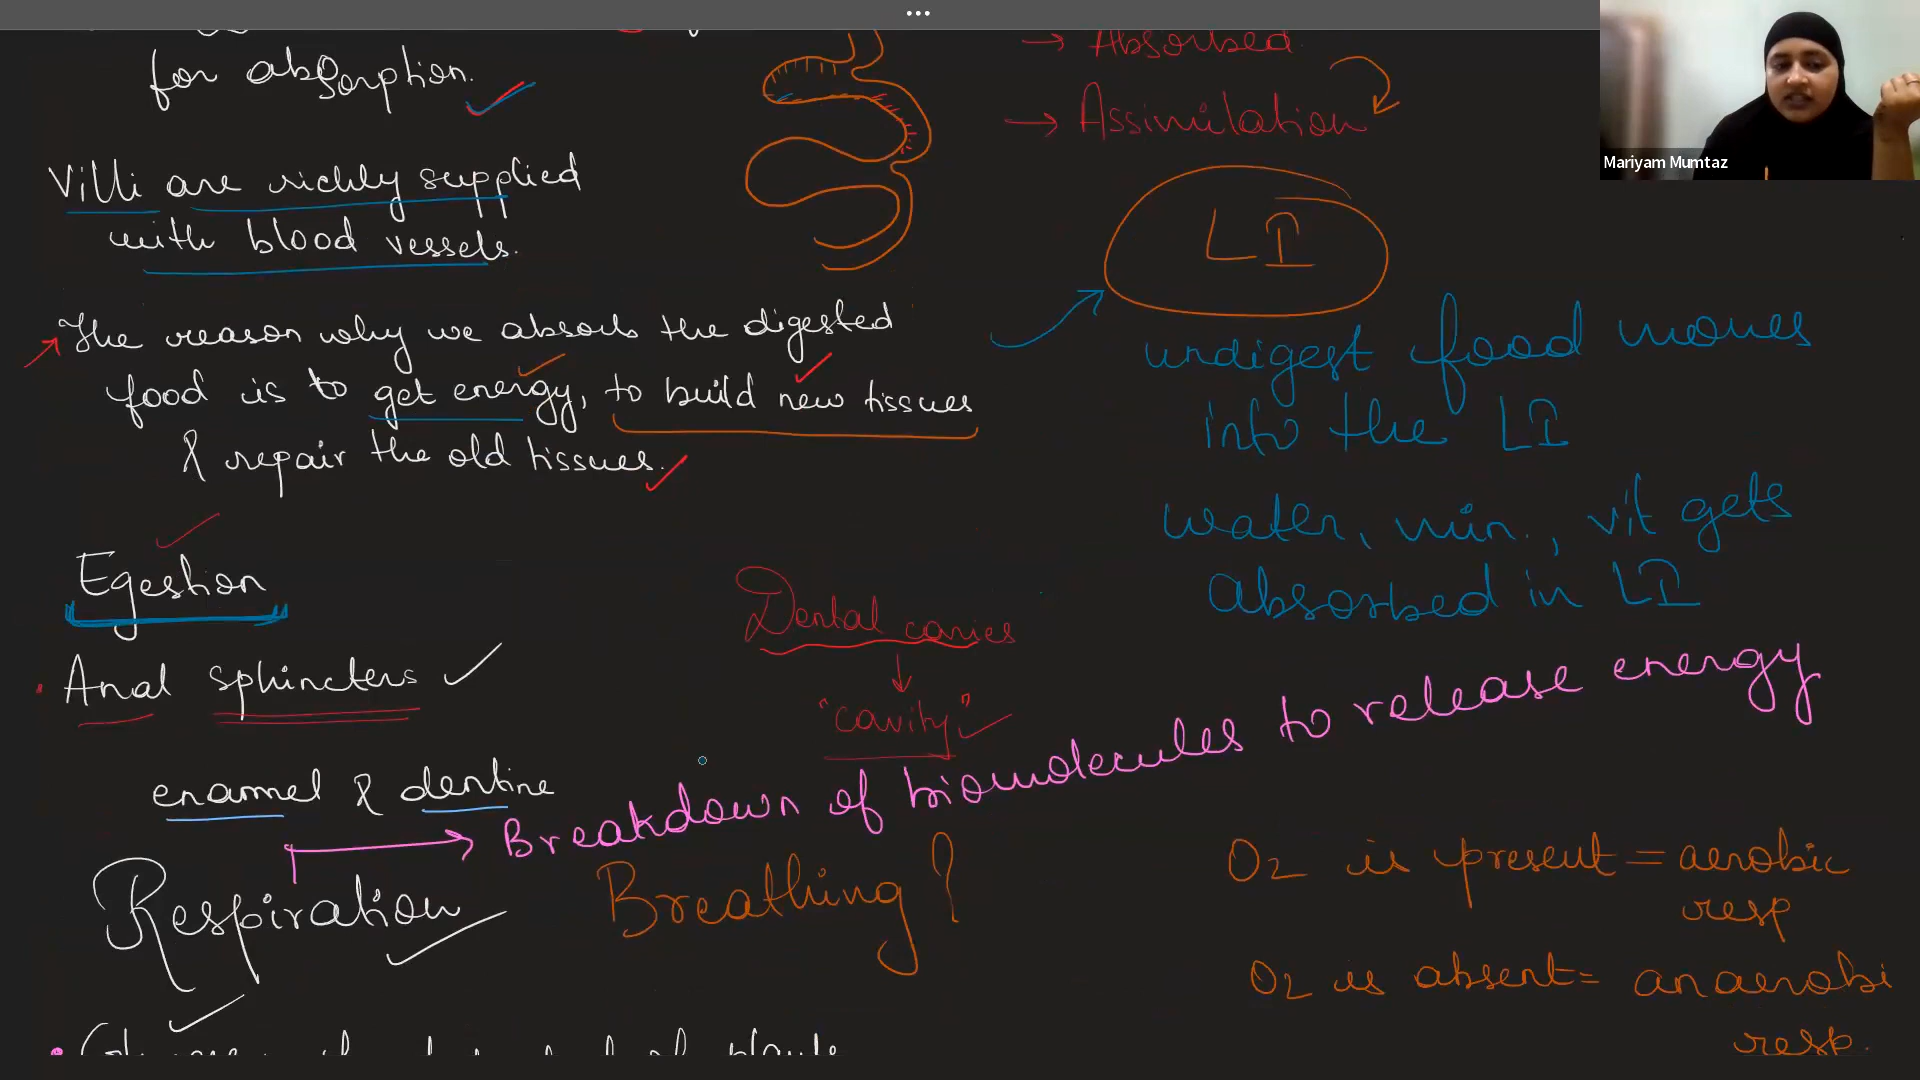 for absorption.
Villi are richly supplied
with blood vessels.
The reason why we absorb the digested
food is to get energy, to build new tissues
& repair the old tissues.
Egestion
Anal sphincters
enamel & dentine
Respiration
Breathing?
Dental caries
"cavity"
Breakdown of biomolecules to release energy
→ Absorbed
→ Assimilation
LI
undigest food moves
into the LI
water, min., vit gets
absorbed in LI
O2 is present = aerobic
resp
O2 is absent = anaerobi
resp.
Mariyam Mumtaz